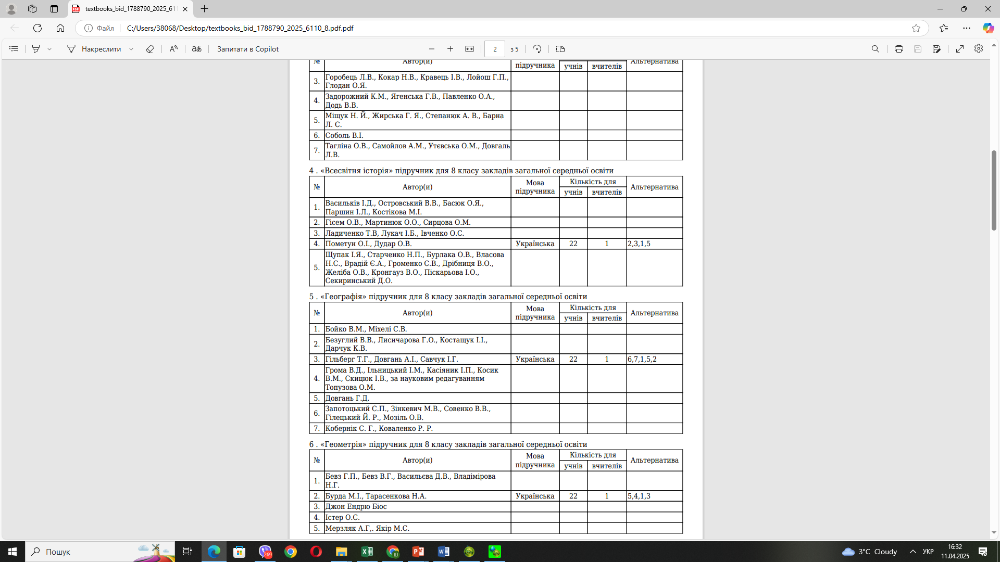 textbooks_bid_1788790_2025_611
Файл
C:/Users/38068/Desktop/textbooks_bid_1788790_2025_6110_8.pdf.pdf
Накреслити
аあ
Запитати в Copilot
2
з 5
№ Автор(и) підручника учнів вчителів Альтернатива
3. Горобець Л.В., Кокар Н.В., Кравець І.В., Лойош Г.П.,
Глодан О.Я.
4. Задорожний К.М., Ягенська Г.В., Павленко О.А.,
Додь В.В.
5. Міщук Н. Й., Жирська Г. Я., Степанюк А. В., Барна
Л. С.
6. Соболь В.І.
7. Тагліна О.В., Самойлов А.М., Утєвська О.М., Довгаль
Л.В.
4 . «Всесвітня історія» підручник для 8 класу закладів загальної середньої освіти
№ Автор(и) Мова підручника Кількість для учнів вчителів Альтернатива
1. Васильків І.Д., Островський В.В., Басюк О.Я.,
Паршин І.Л., Костікова М.І.
2. Гісем О.В., Мартинюк О.О., Сирцова О.М.
3. Ладиченко Т.В, Лукач І.Б., Івченко О.С.
4. Пометун О.І., Дудар О.В. Українська 22 1 2,3,1,5
5. Щупак І.Я., Старченко Н.П., Бурлака О.В., Власова
Н.С., Врадій Є.А., Громенко С.В., Дрібниця В.О.,
Желіба О.В., Кронгауз В.О., Піскарьова І.О.,
Секиринський Д.О.
5 . «Географія» підручник для 8 класу закладів загальної середньої освіти
№ Автор(и) Мова підручника Кількість для учнів вчителів Альтернатива
1. Бойко В.М., Міхелі С.В.
2. Безуглий В.В., Лисичарова Г.О., Костащук І.І.,
Дарчук К.В.
3. Гільберг Т.Г., Довгань А.І., Савчук І.Г. Українська 22 1 6,7,1,5,2
4. Грома В.Д., Ільницький І.М., Касіяник І.П., Косик
В.М., Скицюк І.В., за науковим редагуванням
Топузова О.М.
5. Довгань Г.Д.
6. Запотоцький С.П., Зінкевич М.В., Совенко В.В.,
Гілецький Й. Р., Мозіль О.В.
7. Кобернік С. Г., Коваленко Р. Р.
6 . «Геометрія» підручник для 8 класу закладів загальної середньої освіти
№ Автор(и) Мова підручника Кількість для учнів вчителів Альтернатива
1. Бевз Г.П., Бевз В.Г., Васильєва Д.В., Владімірова
Н.Г.
2. Бурда М.І., Тарасенкова Н.А. Українська 22 1 5,4,1,3
3. Джон Ендрю Біос
4. Істер О.С.
5. Мерзляк А.Г,. Якір М.С.
Пошук
269
3°C Cloudy
УКР
16:32
11.04.2025